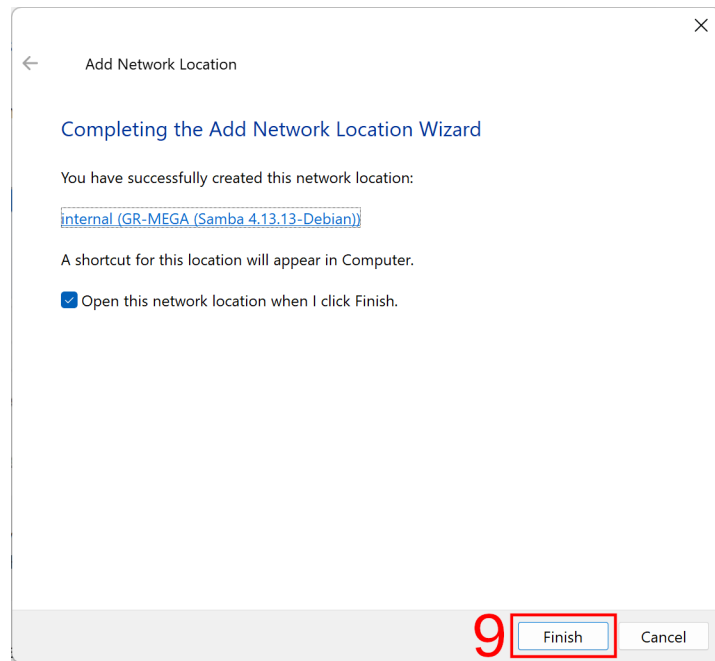 Add Network Location
Completing the Add Network Location Wizard
You have successfully created this network location:
internal (GR-MEGA (Samba 4.13.13-Debian))
A shortcut for this location will appear in Computer.
Open this network location when I click Finish.
9 Finish Cancel